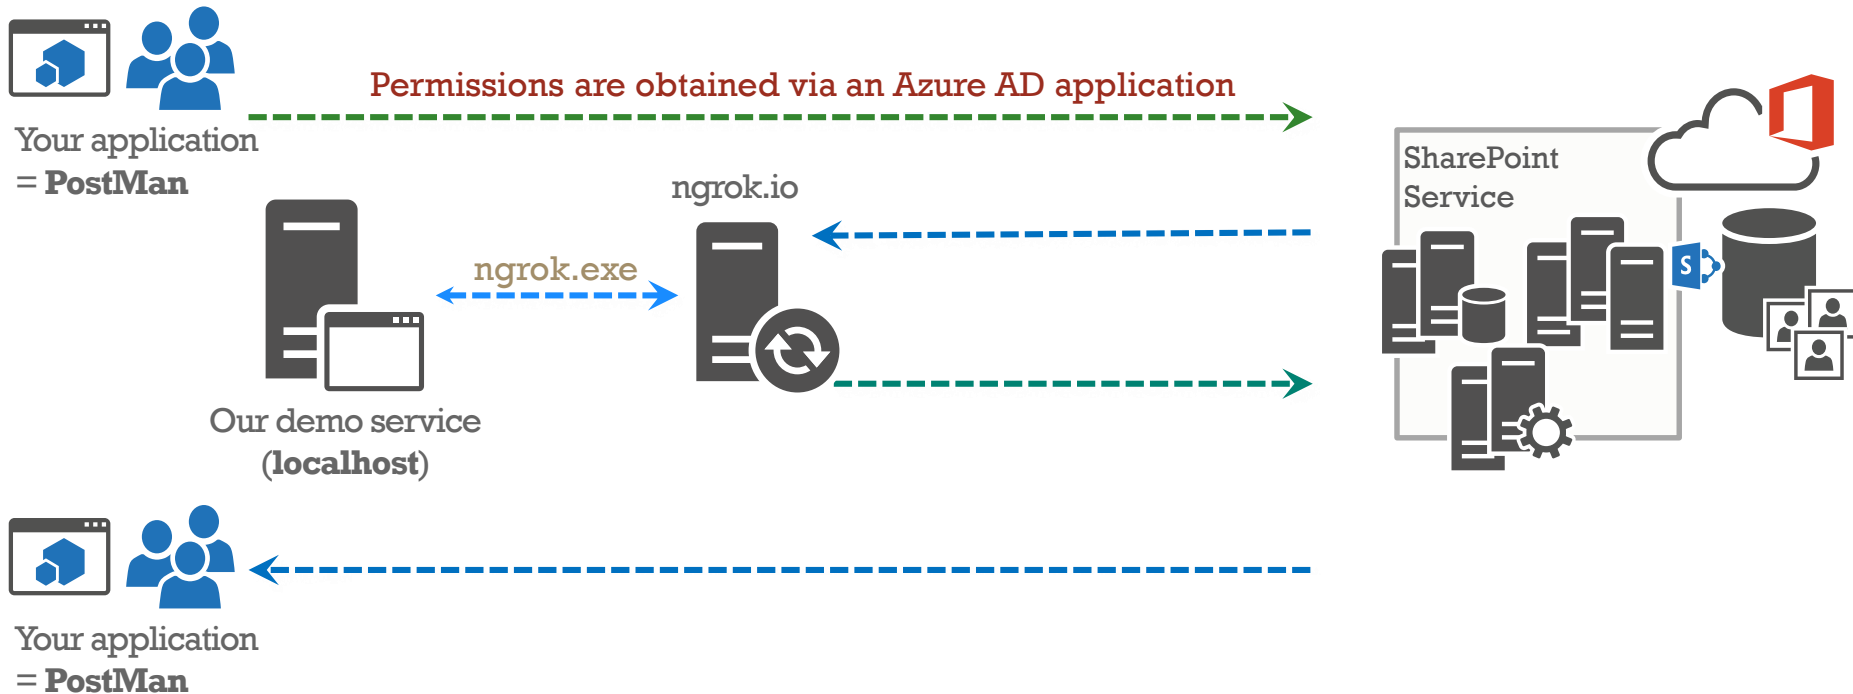 Permissions are obtained via an Azure AD application
Your application
= PostMan
SharePoint
Service
ngrok.io
ngrok.exe
S
Our demo service
(localhost)
Your application
= PostMan